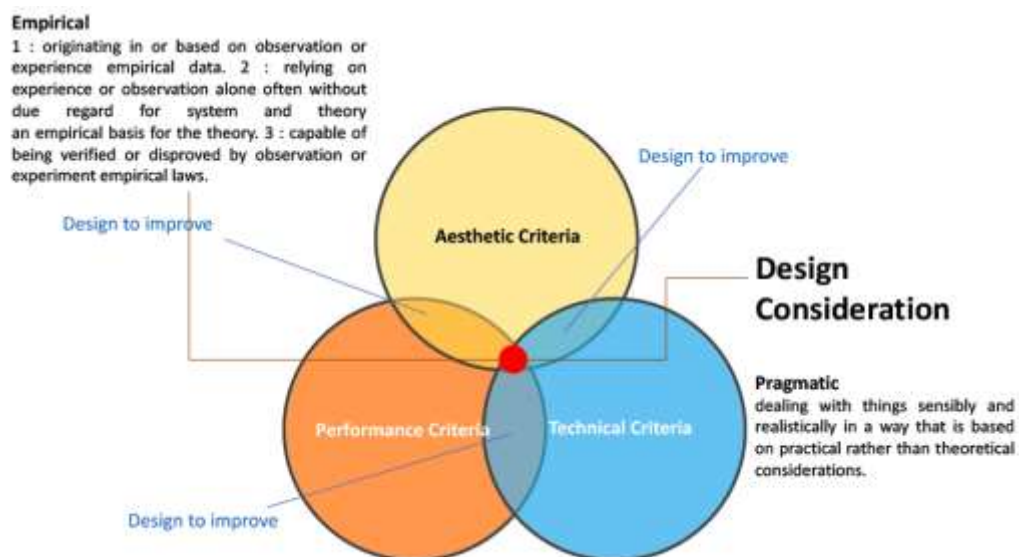 Empirical
1 : originating in or based on observation or
experience empirical data. 2 : relying on
experience or observation alone often without
due regard for system and theory
an empirical basis for the theory. 3 : capable of
being verified or disproved by observation or
experiment empirical laws.
Design to improve
Design to improve
Aesthetic Criteria
Design
Consideration
Performance Criteria
Technical Criteria
Pragmatic
dealing with things sensibly and
realistically in a way that is based
on practical rather than theoretical
considerations.
Design to improve